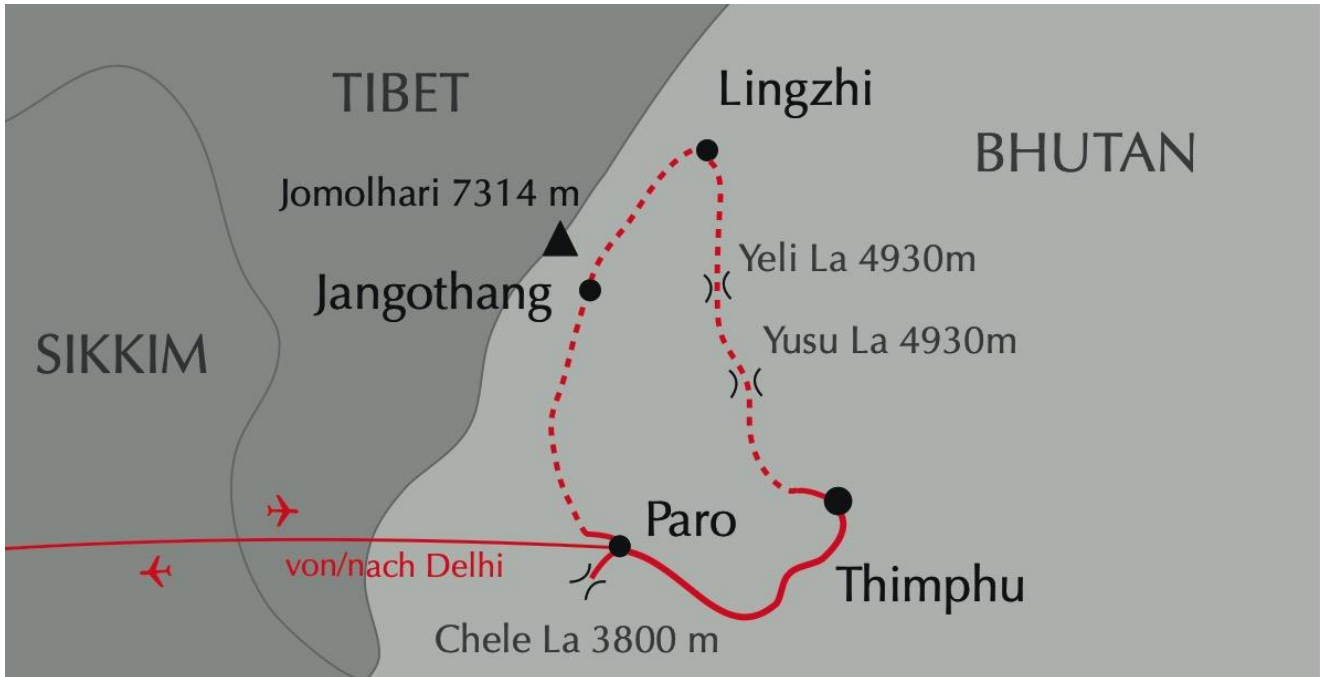 TIBET
Lingzhi
BHUTAN
Jomolhari 7314 m
Yeli La 4930m
Jangothang
Yusu La 4930m
SIKKIM
Paro
von/nach Delhi
Thimphu
Chele La 3800 m